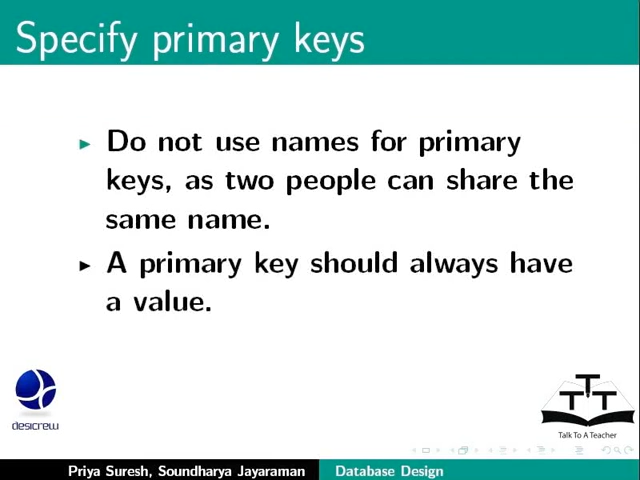 Specify primary keys
▶ Do not use names for primary
keys, as two people can share the
same name.
▶ A primary key should always have
a value.
desicrew
T T T
Talk To A Teacher
Priya Suresh, Soundharya Jayaraman Database Design